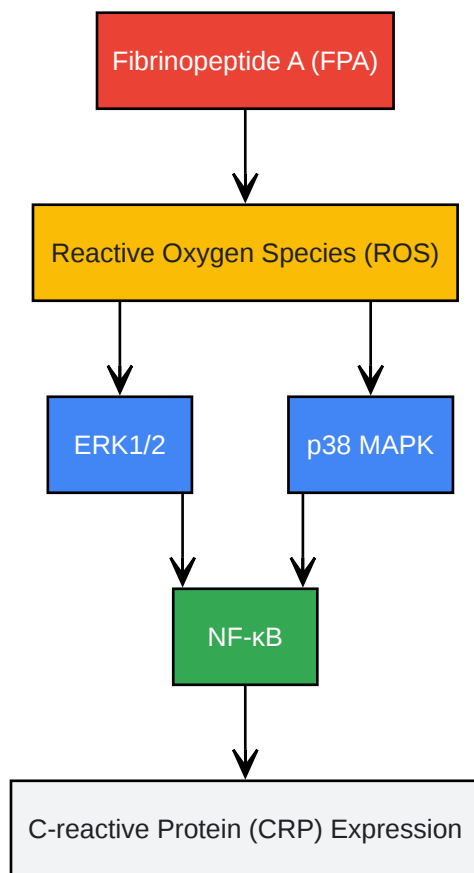 Fibrinopeptide A (FPA)
Reactive Oxygen Species (ROS)
ERK1/2
p38 MAPK
NF-κB
C-reactive Protein (CRP) Expression